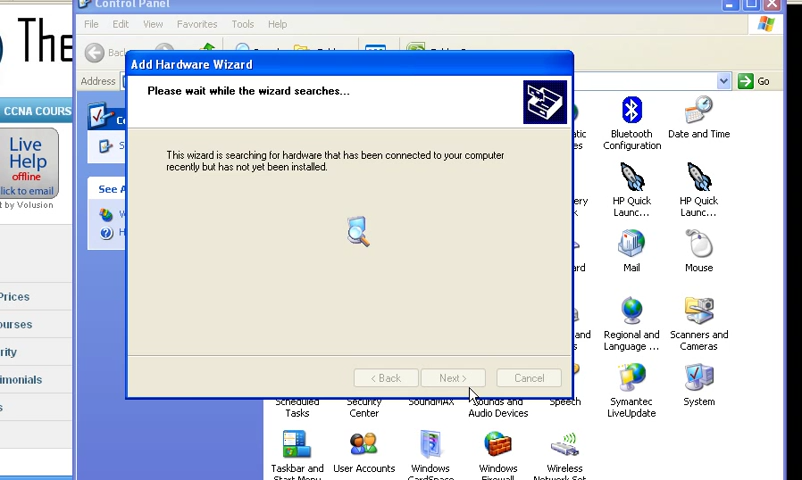 Control Panel
File Edit View Favorites Tools Help
Back
The
Address
Go
Add Hardware Wizard
Please wait while the wizard searches...
This wizard is searching for hardware that has been connected to your computer
recently but has not yet been installed.
< Back Next > Cancel
CCNA COURS
Live
Help
offline
lick to email
t by Volusion
Prices
ourses
rity
imonials
s
See A
Bluetooth
Configuration
Date and Time
HP Quick
Launc...
HP Quick
Launc...
Mail
Mouse
Regional and
Language ...
Scanners and
Cameras
Scheduled
Tasks
Security
Center
SoundMAX
Sounds and
Audio Devices
Speech
Symantec
LiveUpdate
System
Taskbar and
Start Menu
User Accounts
Windows
CardSpace
Windows
Firewall
Wireless
Network Set